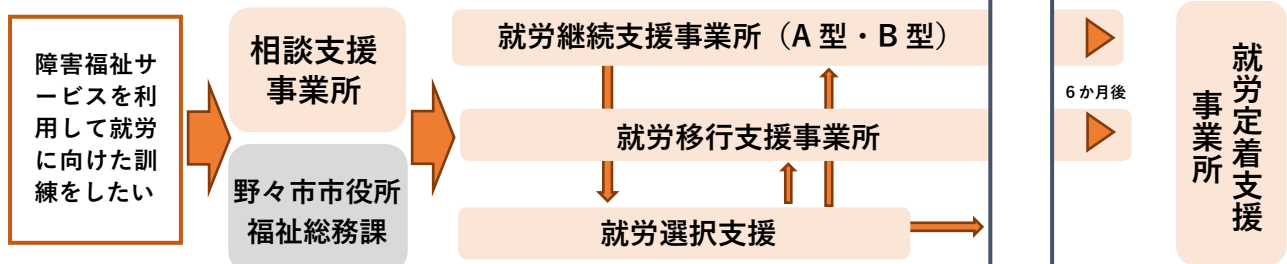 障害福祉サ
ービスを利
用して就労
に向けた訓
練をしたい
相談支援
事業所
野々市市役所
福祉総務課
就労継続支援事業所（A 型・B 型）
就労移行支援事業所
就労選択支援
６か月後
就労定着支援
事業所